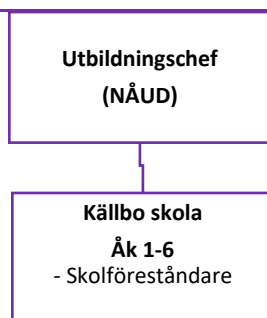 Utbildningschef
(NÅUD)
Källbo skola
Åk 1-6
- Skolföreståndare